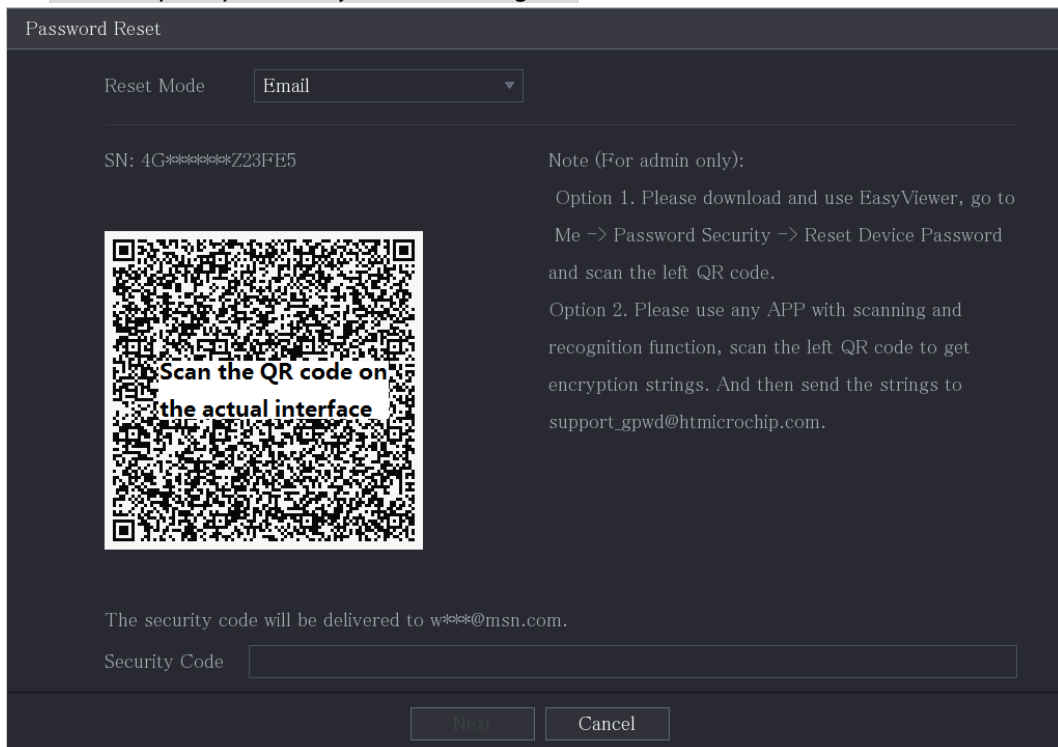 Password Reset
Reset Mode Email
SN: 4G*******Z23FE5
Note (For admin only):
Option 1. Please download and use EasyViewer, go to
Me -> Password Security -> Reset Device Password
and scan the left QR code.
Option 2. Please use any APP with scanning and
recognition function, scan the left QR code to get
encryption strings. And then send the strings to
support_gpwd@htmicrochip.com.
Scan the QR code on
the actual interface
The security code will be delivered to w***@msn.com.
Security Code
Next Cancel